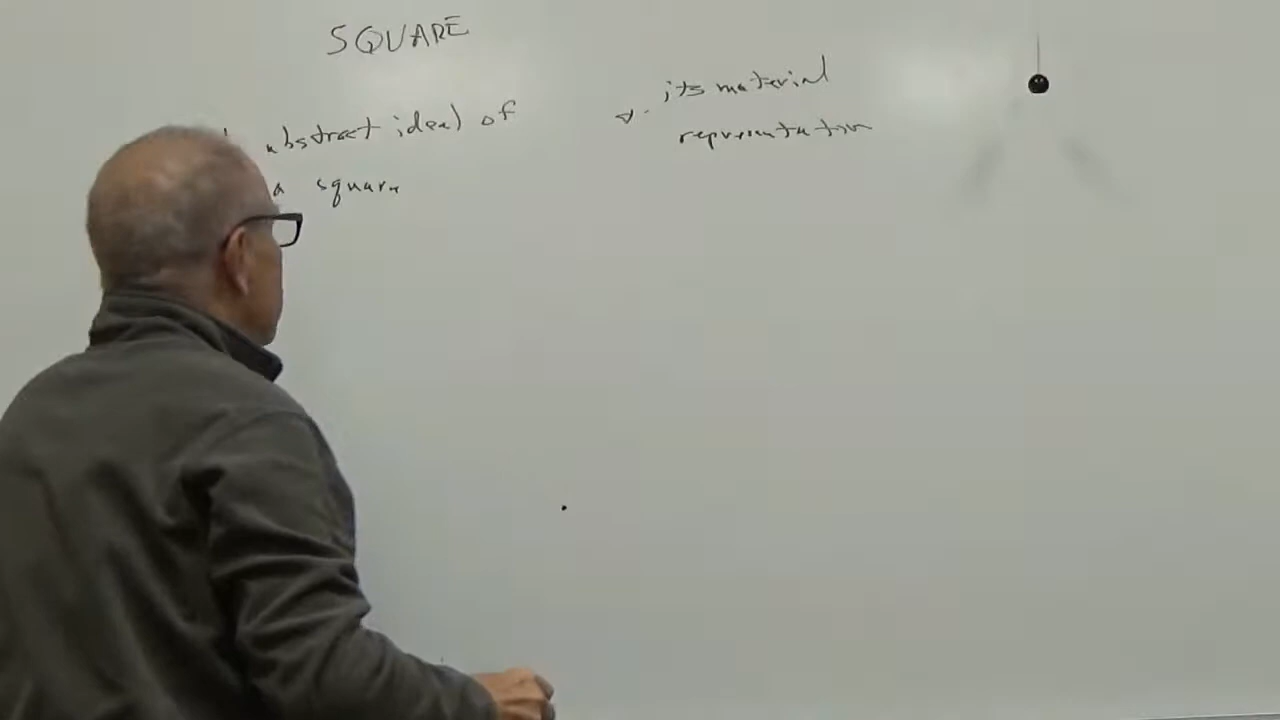 SQUARE
abstract ideal of
a square
v. its material
representation